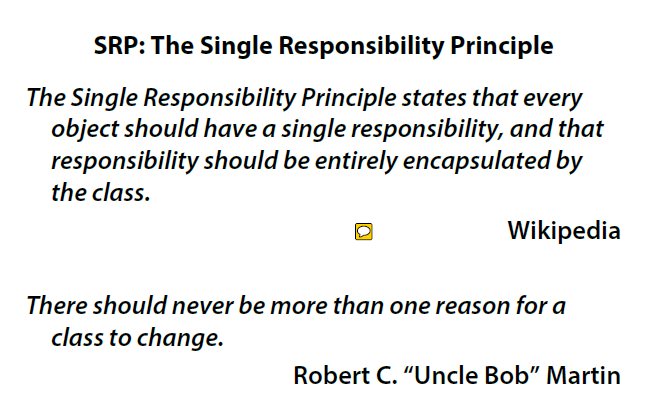 SRP: The Single Responsibility Principle
The Single Responsibility Principle states that every
object should have a single responsibility, and that
responsibility should be entirely encapsulated by
the class.
Wikipedia
There should never be more than one reason for a
class to change.
Robert C. “Uncle Bob” Martin